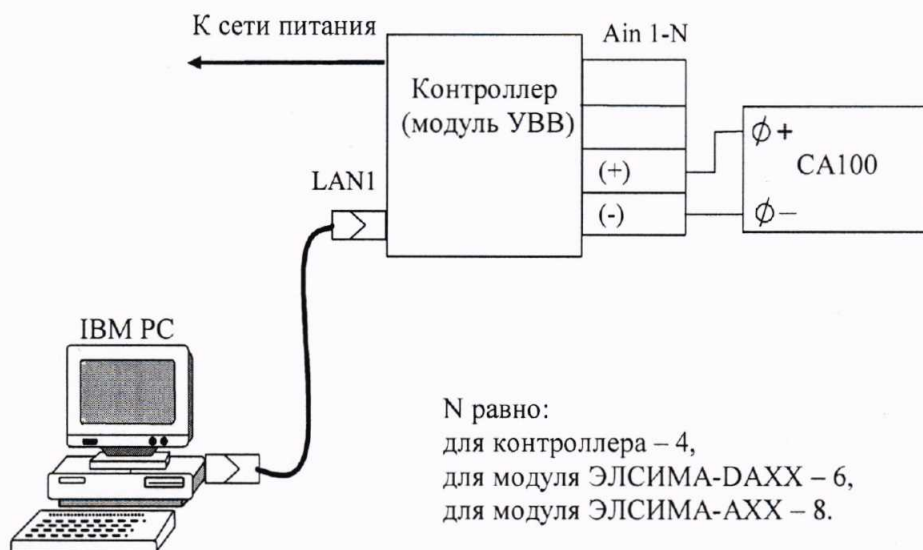 К сети питания
Ain 1-N
Контроллер
(модуль УВВ)
ϕ+
CA100
(+)
LAN1
(-)
ϕ−
IBM PC
N равно:
для контроллера – 4,
для модуля ЭЛСИМА-DAXX – 6,
для модуля ЭЛСИМА-AXX – 8.